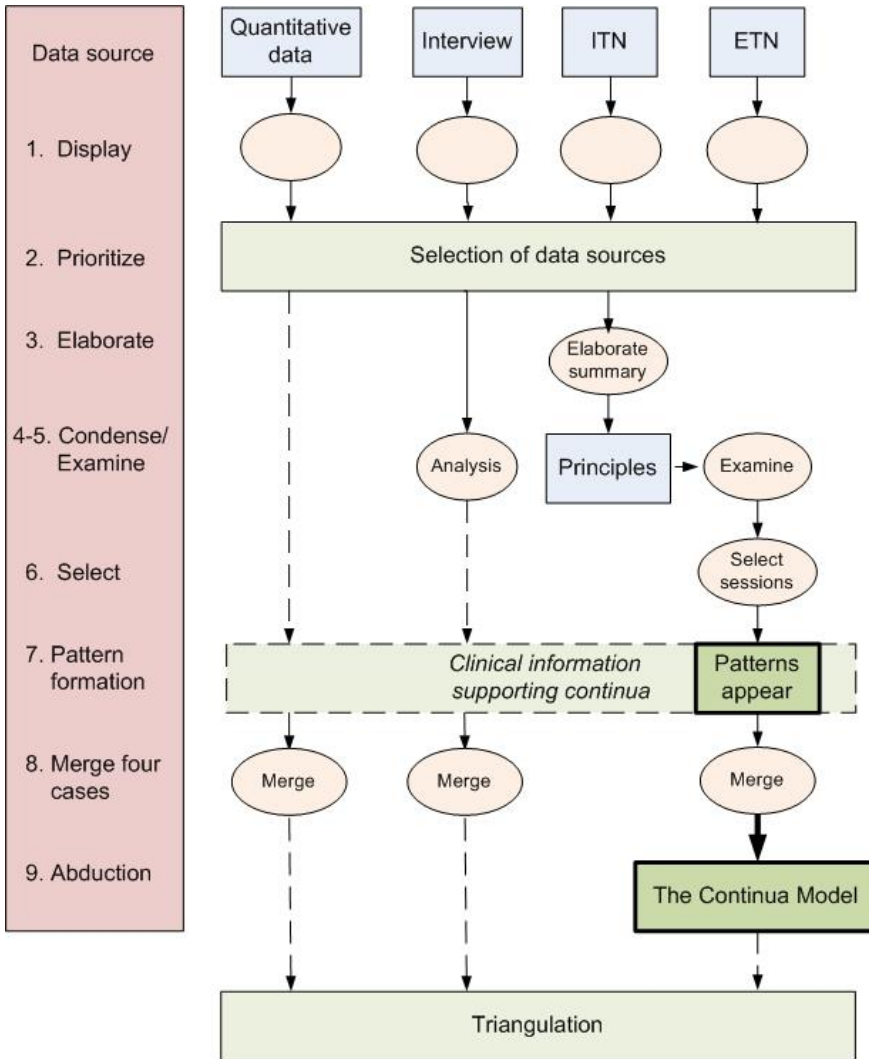 Data source
Quantitative
data
Interview
ITN
ETN
1. Display
2. Prioritize
Selection of data sources
3. Elaborate
Elaborate
summary
4-5. Condense/
Examine
Analysis
Principles
Examine
6. Select
Select
sessions
7. Pattern
formation
Clinical information
supporting continua
Patterns
appear
8. Merge four
cases
Merge
Merge
Merge
9. Abduction
The Continua Model
Triangulation